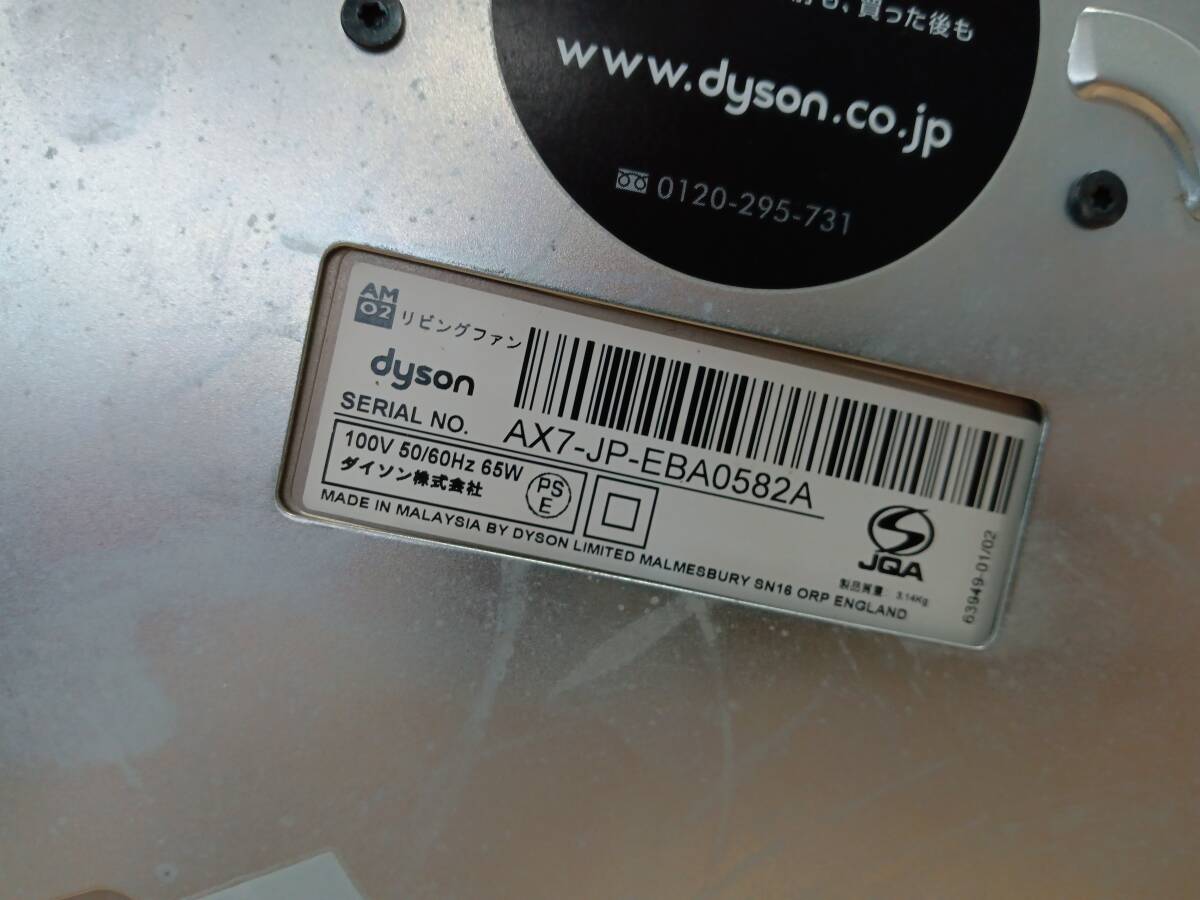 も、買った後も
www.dyson.co.jp
0120-295-731
AM
02
リビングファン
dyson
SERIAL NO. AX7-JP-EBA0582A
100V 50/60Hz 65W
ダイソン株式会社
PS
E
MADE IN MALAYSIA BY DYSON LIMITED MALMESBURY SN16 ORP ENGLAND
JQA
製品質量: 3.14Kg
63949-01/02